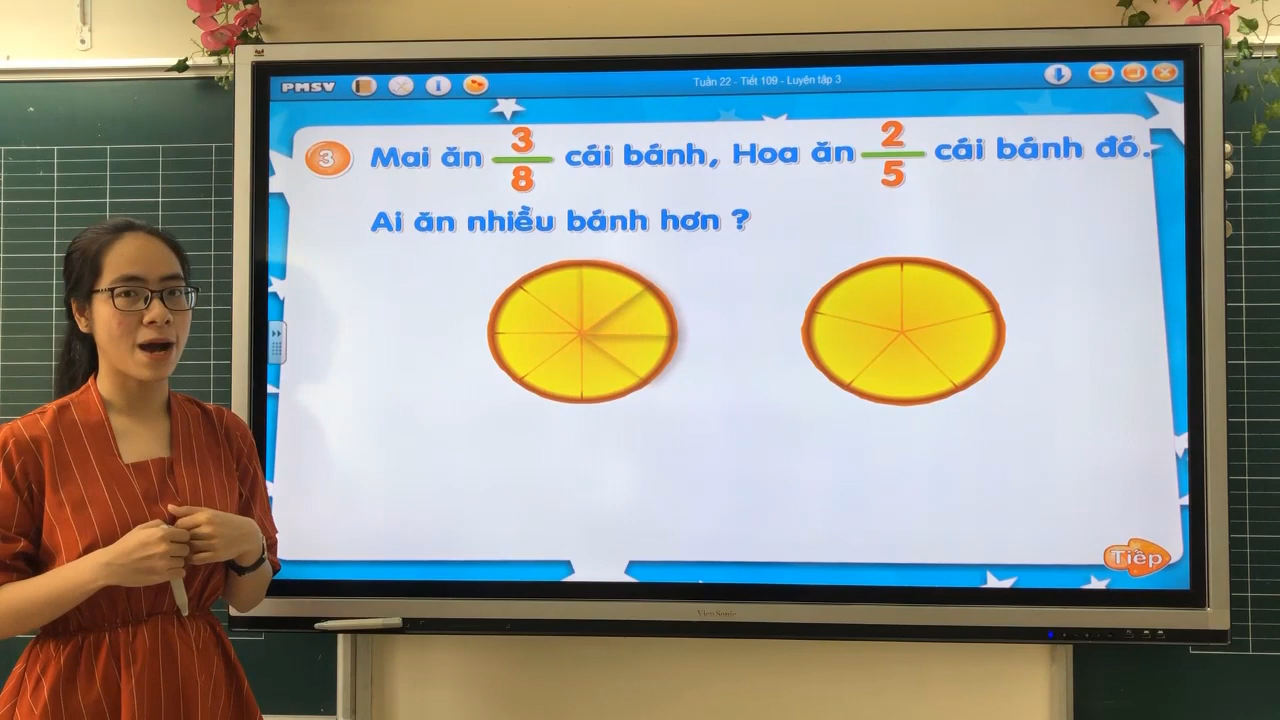 PMSV
Tuần 22 - Tiết 109 - Luyện tập 3
3 Mai ăn 3/8 cái bánh, Hoa ăn 2/5 cái bánh đó.
Ai ăn nhiều bánh hơn ?
Tiếp
ViewSonic